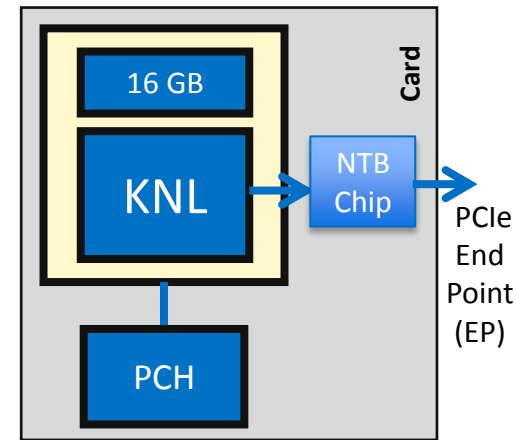 Card
16 GB
KNL
NTB
Chip
PCIe
End
Point
(EP)
PCH